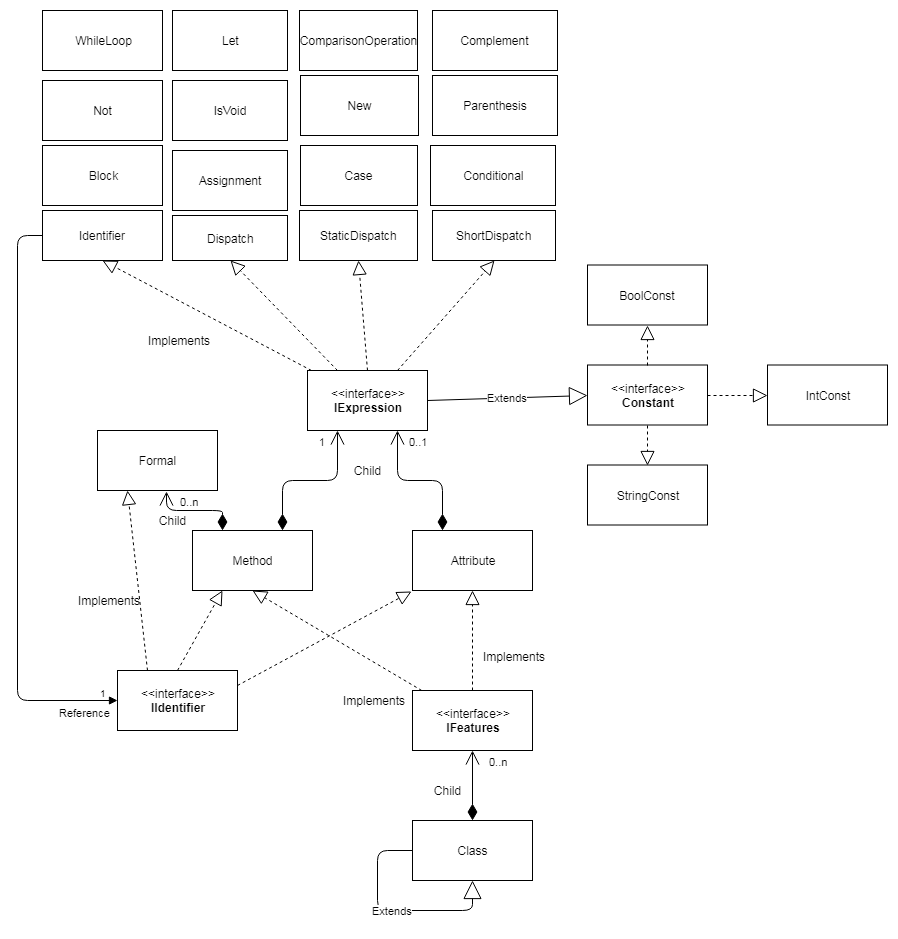 WhileLoop
Let
ComparisonOperation
Complement
Not
IsVoid
New
Parenthesis
Block
Assignment
Case
Conditional
Identifier
Dispatch
StaticDispatch
ShortDispatch
Implements
BoolConst
<<interface>>
IExpression
Extends
<<interface>>
Constant
IntConst
1
0..1
Child
Formal
StringConst
0..n
Child
Method
Attribute
Implements
Implements
<<interface>>
IIdentifier
1
Reference
Implements
<<interface>>
IFeatures
0..n
Child
Class
Extends